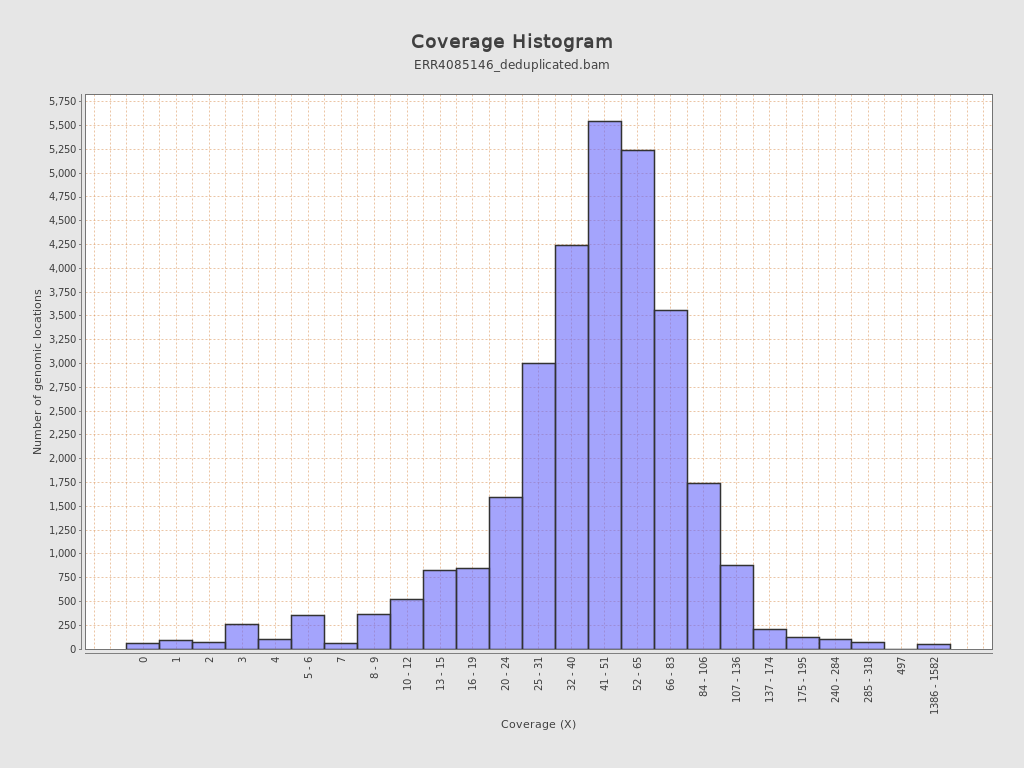 Coverage Histogram
ERR4085146_deduplicated.bam
5,750
5,500
5,250
5,000
4,750
4,500
4,250
4,000
3,750
3,500
3,250
3,000
2,750
2,500
2,250
2,000
1,750
1,500
1,250
1,000
750
500
250
0
Number of genomic locations
0
1
2
3
4
5 - 6
7
8 - 9
10 - 12
13 - 15
16 - 19
20 - 24
25 - 31
32 - 40
41 - 51
52 - 65
66 - 83
84 - 106
107 - 136
137 - 174
175 - 195
240 - 284
285 - 318
497
1386 - 1582
Coverage (X)